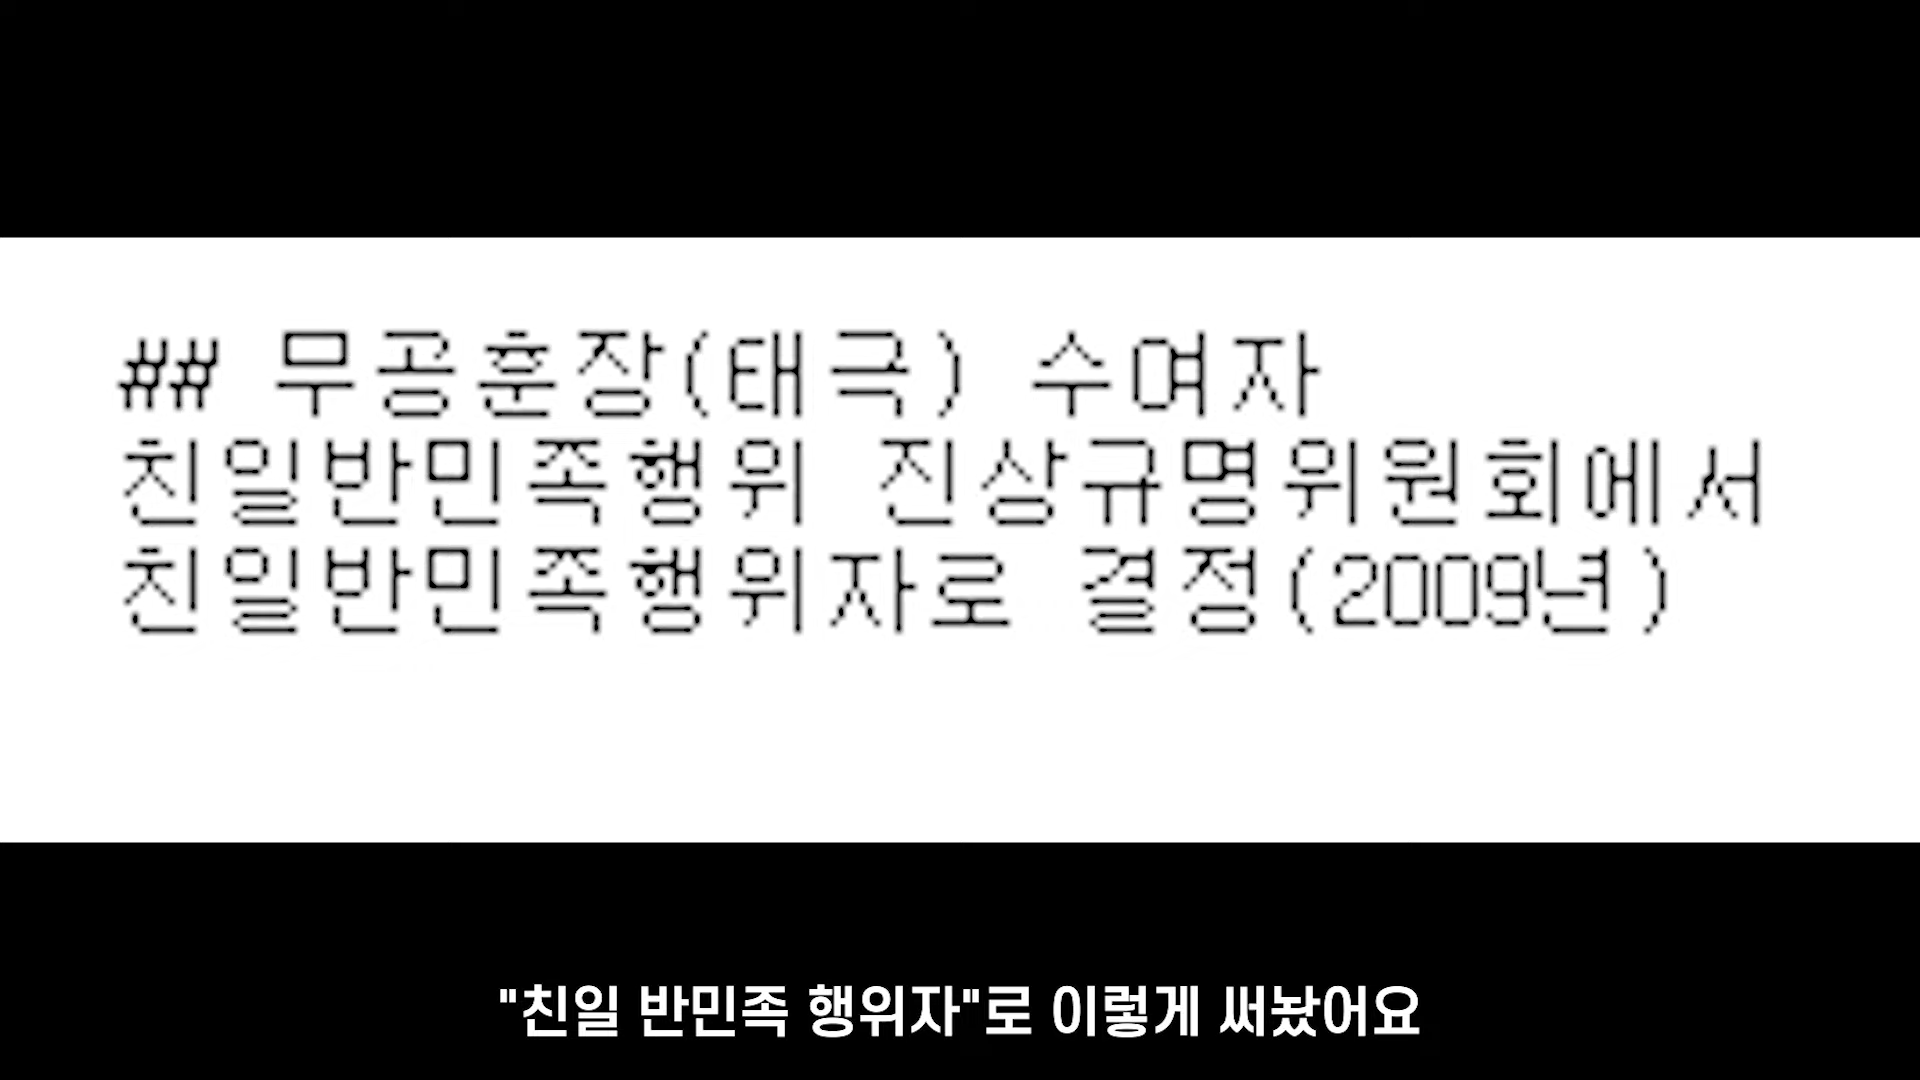 ## 무공훈장(태극) 수여자
친일반민족행위 진상규명위원회에서
친일반민족행위자로 결정(2009년)
"친일 반민족 행위자"로 이렇게 써놨어요